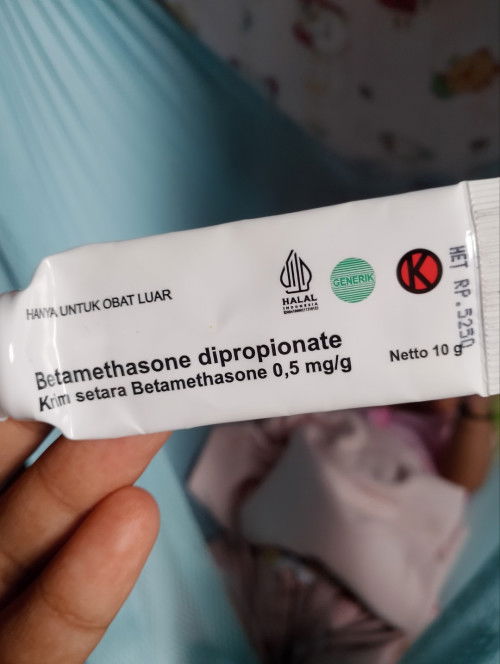 HANYA UNTUK OBAT LUAR
HALAL
INDONESIA
GENERIK
K
HET RP.5250
Betamethasone dipropionate
Krim setara Betamethasone 0,5 mg/g
Netto 10 g